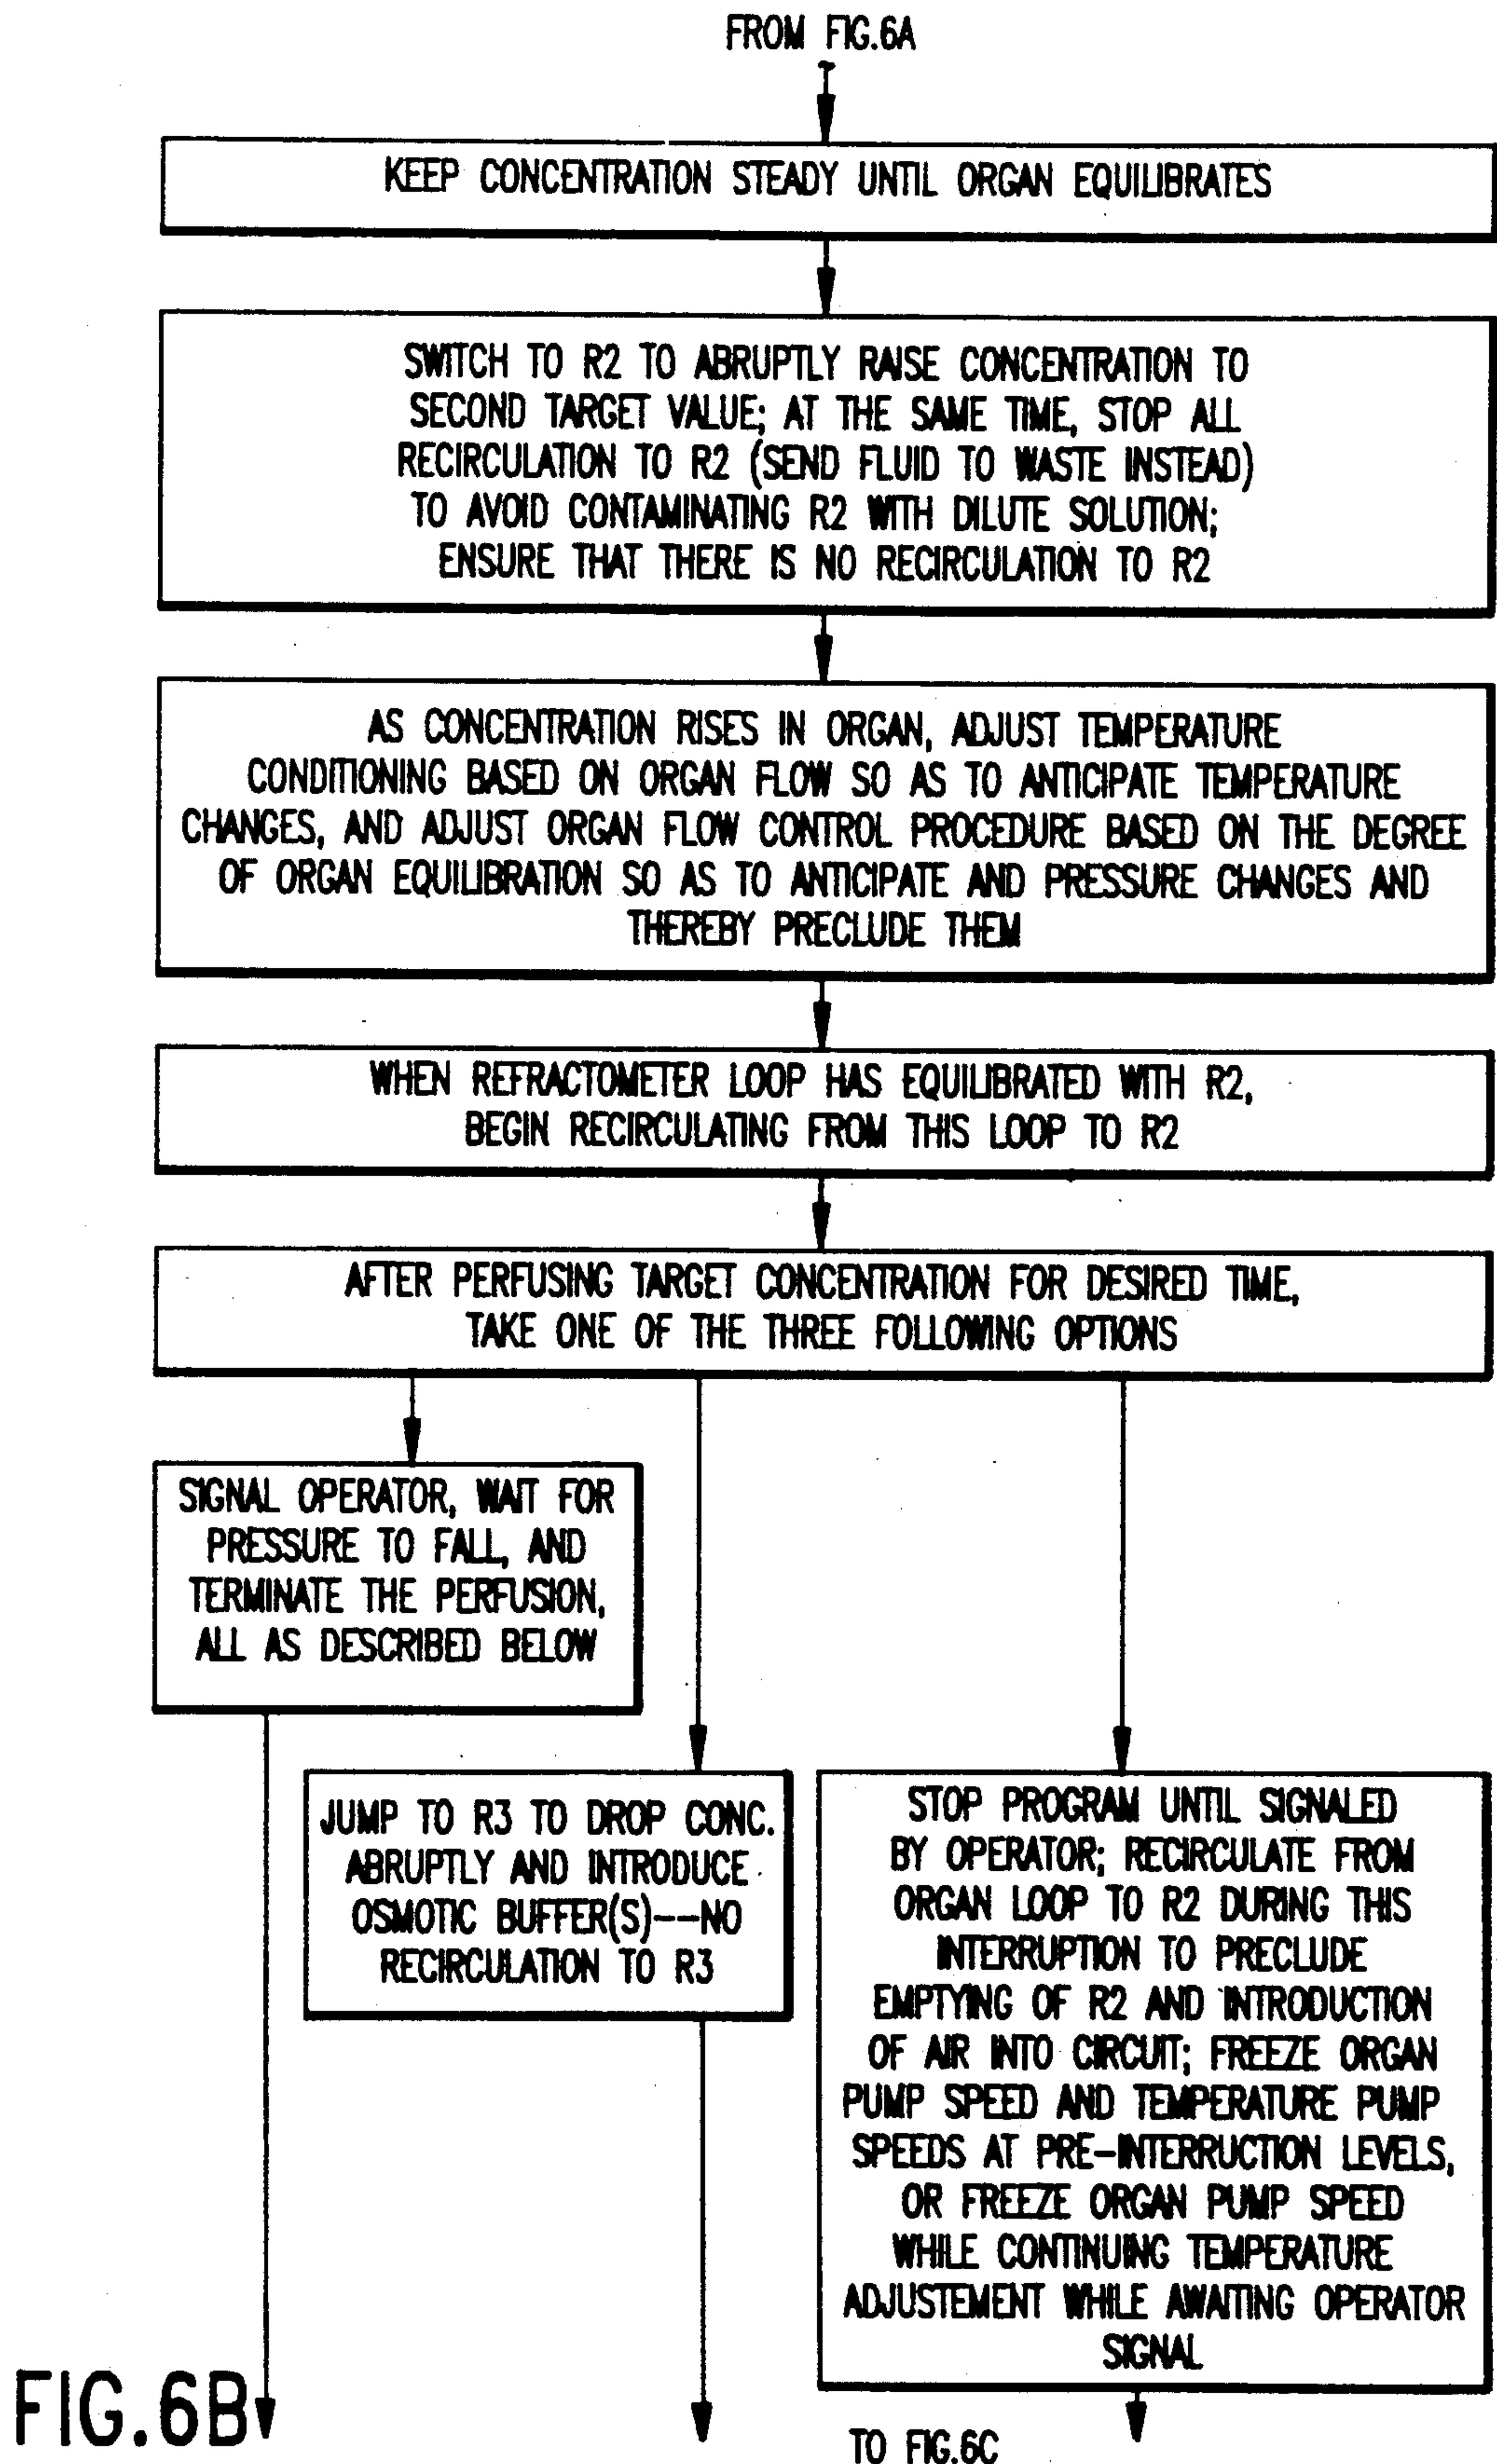 FROM FIG.6A
KEEP CONCENTRATION STEADY UNTIL ORGAN EQUILIBRATES
SWITCH TO R2 TO ABRUPTLY RAISE CONCENTRATION TO
SECOND TARGET VALUE; AT THE SAME TIME, STOP ALL
RECIRCULATION TO R2 (SEND FLUID TO WASTE INSTEAD)
TO AVOID CONTAMINATING R2 WITH DILUTE SOLUTION;
ENSURE THAT THERE IS NO RECIRCULATION TO R2
AS CONCENTRATION RISES IN ORGAN, ADJUST TEMPERATURE
CONDITIONING BASED ON ORGAN FLOW SO AS TO ANTICIPATE TEMPERATURE
CHANGES, AND ADJUST ORGAN FLOW CONTROL PROCEDURE BASED ON THE DEGREE
OF ORGAN EQUILIBRATION SO AS TO ANTICIPATE AND PRESSURE CHANGES AND
THEREBY PRECLUDE THEM
WHEN REFRACTOMETER LOOP HAS EQUILIBRATED WITH R2,
BEGIN RECIRCULATING FROM THIS LOOP TO R2
AFTER PERFUSING TARGET CONCENTRATION FOR DESIRED TIME,
TAKE ONE OF THE THREE FOLLOWING OPTIONS
SIGNAL OPERATOR, WAIT FOR
PRESSURE TO FALL, AND
TERMINATE THE PERFUSION,
ALL AS DESCRIBED BELOW
JUMP TO R3 TO DROP CONC.
ABRUPTLY AND INTRODUCE
OSMOTIC BUFFER(S)--NO
RECIRCULATION TO R3
STOP PROGRAM UNTIL SIGNALED
BY OPERATOR; RECIRCULATE FROM
ORGAN LOOP TO R2 DURING THIS
INTERRUPTION TO PRECLUDE
EMPTYING OF R2 AND INTRODUCTION
OF AIR INTO CIRCUIT; FREEZE ORGAN
PUMP SPEED AND TEMPERATURE PUMP
SPEEDS AT PRE-INTERRUCTION LEVELS,
OR FREEZE ORGAN PUMP SPEED
WHILE CONTINUING TEMPERATURE
ADJUSTEMENT WHILE AWAITING OPERATOR
SIGNAL
FIG.6B
TO FIG.6C